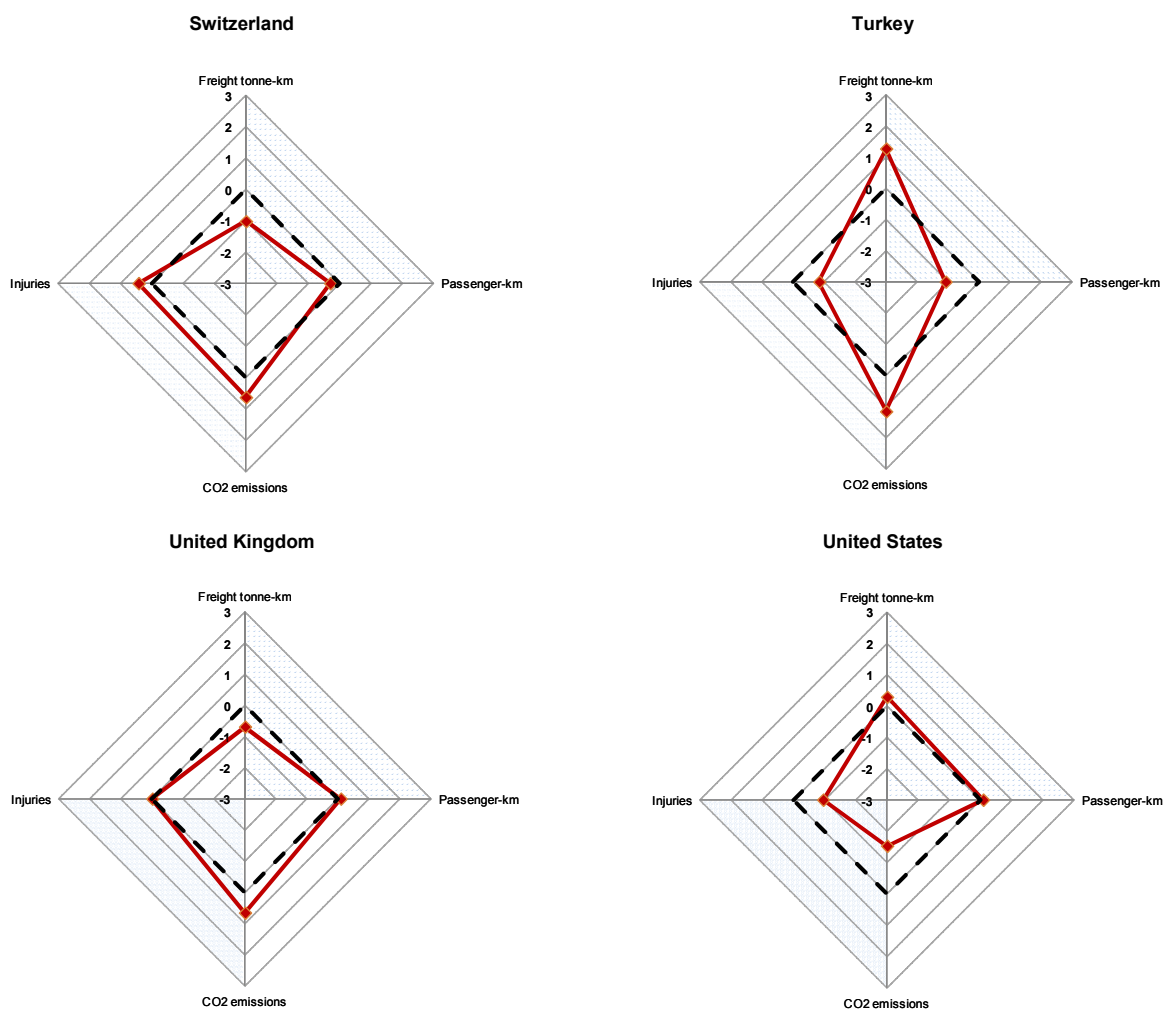 Switzerland
Freight tonne-km
3
2
1
0
-1
-2
-3
Injuries
Passenger-km
CO2 emissions
Turkey
Freight tonne-km
3
2
1
0
-1
-2
-3
Injuries
Passenger-km
CO2 emissions
United Kingdom
Freight tonne-km
3
2
1
0
-1
-2
-3
Injuries
Passenger-km
CO2 emissions
United States
Freight tonne-km
3
2
1
0
-1
-2
-3
Injuries
Passenger-km
CO2 emissions